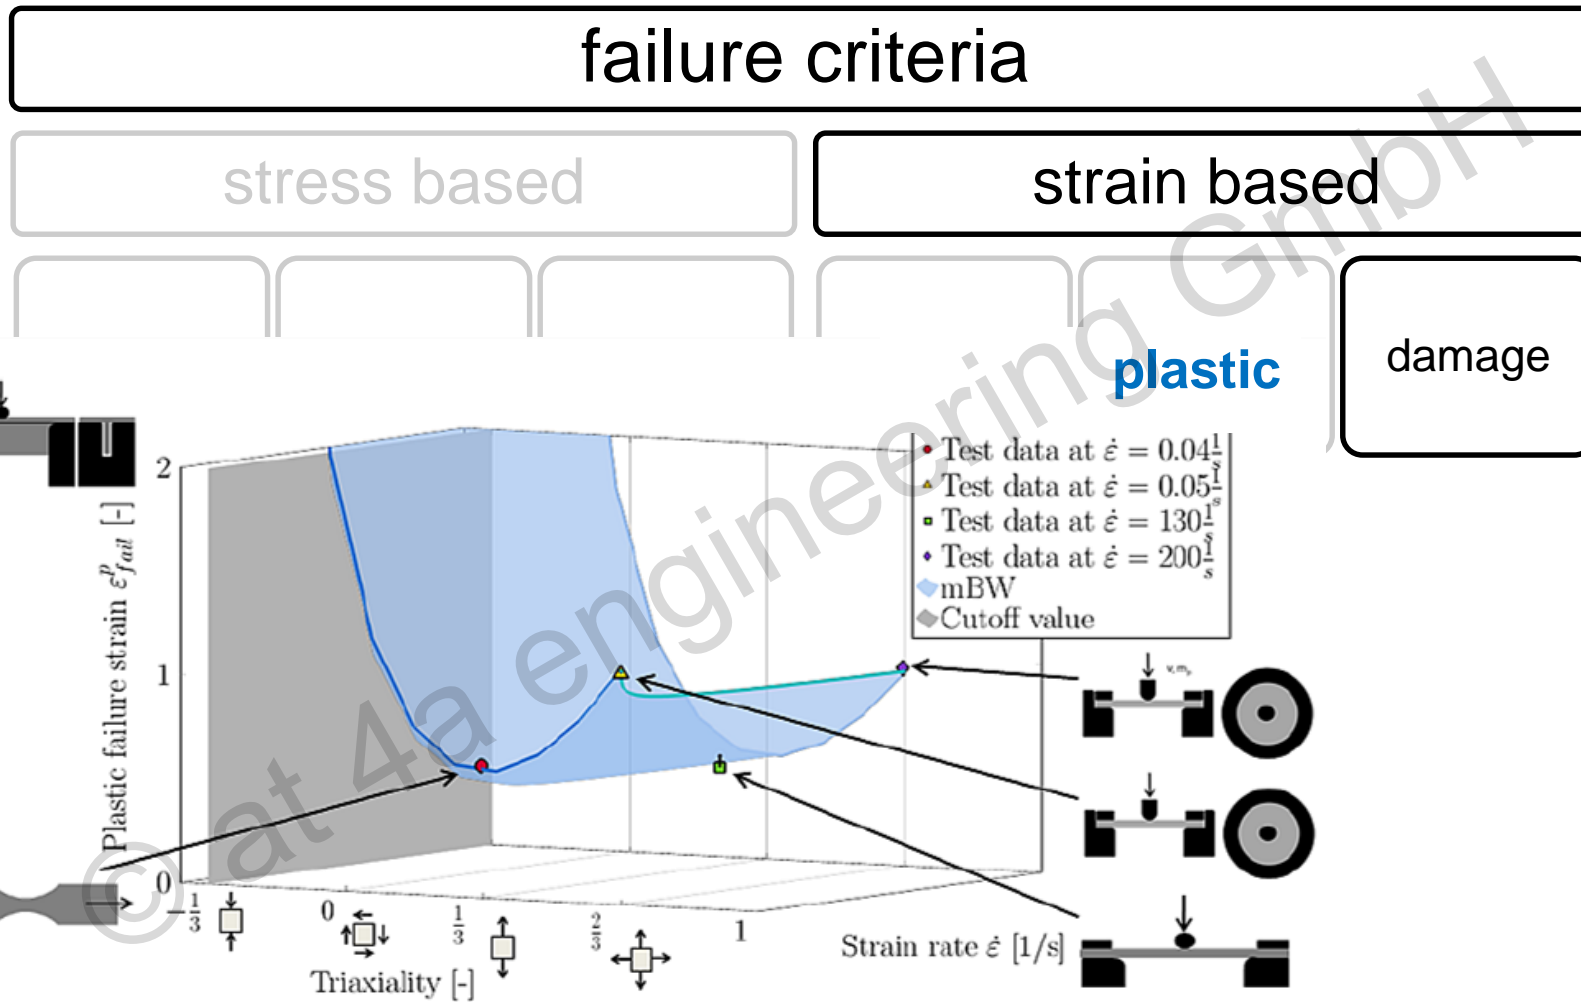 failure criteria
stress based
strain based
plastic
damage
Test data at ε̇ = 0.04 1/s
Test data at ε̇ = 0.05 1/s
Test data at ε̇ = 130 1/s
Test data at ε̇ = 200 1/s
mBW
Cutoff value
Plastic failure strain ε^p_fail [-]
2
1
0
v, m_p
−1/3
0
1/3
2/3
1
Triaxiality [-]
Strain rate ε̇ [1/s]
© at 4a engineering GmbH